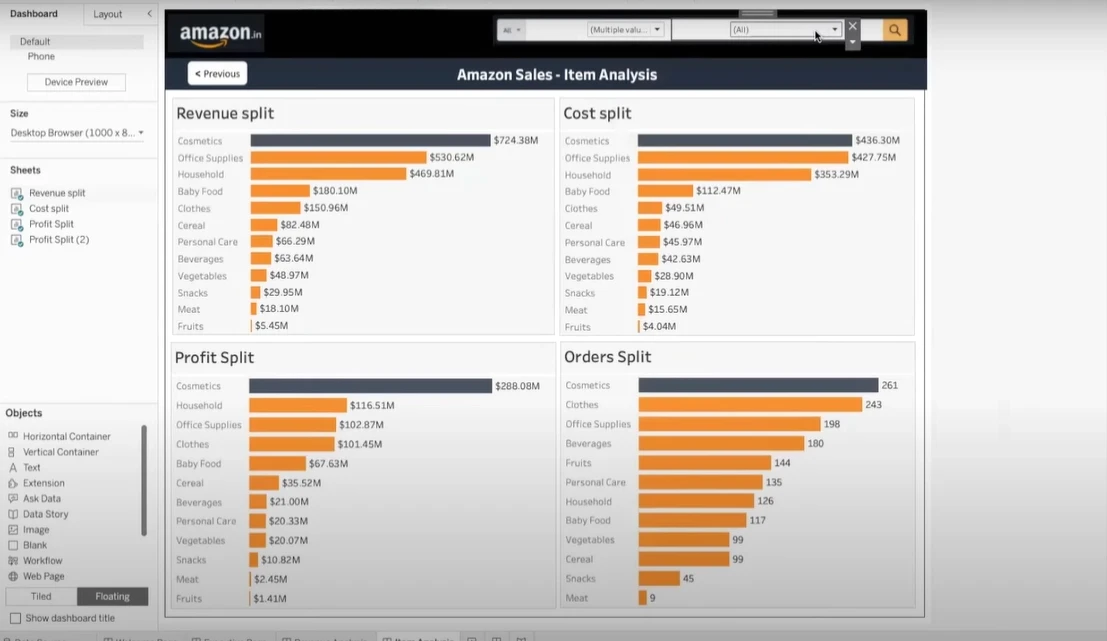 Dashboard
Layout
Default
Phone
Device Preview
Size
Desktop Browser (1000 x 8...
Sheets
Revenue split
Cost split
Profit Split
Profit Split (2)
Objects
Horizontal Container
Vertical Container
Text
Extension
Ask Data
Data Story
Image
Blank
Workflow
Web Page
Tiled
Floating
Show dashboard title
amazon.in
All
(Multiple valu...
(All)
< Previous
Amazon Sales - Item Analysis
Revenue split
Cosmetics $724.38M
Office Supplies $530.62M
Household $469.81M
Baby Food $180.10M
Clothes $150.96M
Cereal $82.48M
Personal Care $66.29M
Beverages $63.64M
Vegetables $48.97M
Snacks $29.95M
Meat $18.10M
Fruits $5.45M
Cost split
Cosmetics $436.30M
Office Supplies $427.75M
Household $353.29M
Baby Food $112.47M
Clothes $49.51M
Cereal $46.96M
Personal Care $45.97M
Beverages $42.63M
Vegetables $28.90M
Snacks $19.12M
Meat $15.65M
Fruits $4.04M
Profit Split
Cosmetics $288.08M
Household $116.51M
Office Supplies $102.87M
Clothes $101.45M
Baby Food $67.63M
Cereal $35.52M
Beverages $21.00M
Personal Care $20.33M
Vegetables $20.07M
Snacks $10.82M
Meat $2.45M
Fruits $1.41M
Orders Split
Cosmetics 261
Clothes 243
Office Supplies 198
Beverages 180
Fruits 144
Personal Care 135
Household 126
Baby Food 117
Vegetables 99
Cereal 99
Snacks 45
Meat 9
Item Analysis